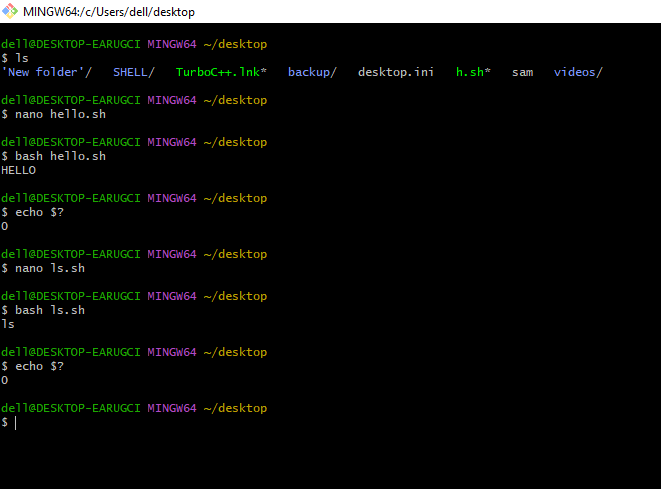 MINGW64:/c/Users/dell/desktop
dell@DESKTOP-EARUGCI MINGW64 ~/desktop
$ ls
'New folder'/   SHELL/   TurboC++.lnk*   backup/   desktop.ini   h.sh*   sam   videos/
dell@DESKTOP-EARUGCI MINGW64 ~/desktop
$ nano hello.sh
dell@DESKTOP-EARUGCI MINGW64 ~/desktop
$ bash hello.sh
HELLO
dell@DESKTOP-EARUGCI MINGW64 ~/desktop
$ echo $?
0
dell@DESKTOP-EARUGCI MINGW64 ~/desktop
$ nano ls.sh
dell@DESKTOP-EARUGCI MINGW64 ~/desktop
$ bash ls.sh
ls
dell@DESKTOP-EARUGCI MINGW64 ~/desktop
$ echo $?
0
dell@DESKTOP-EARUGCI MINGW64 ~/desktop
$